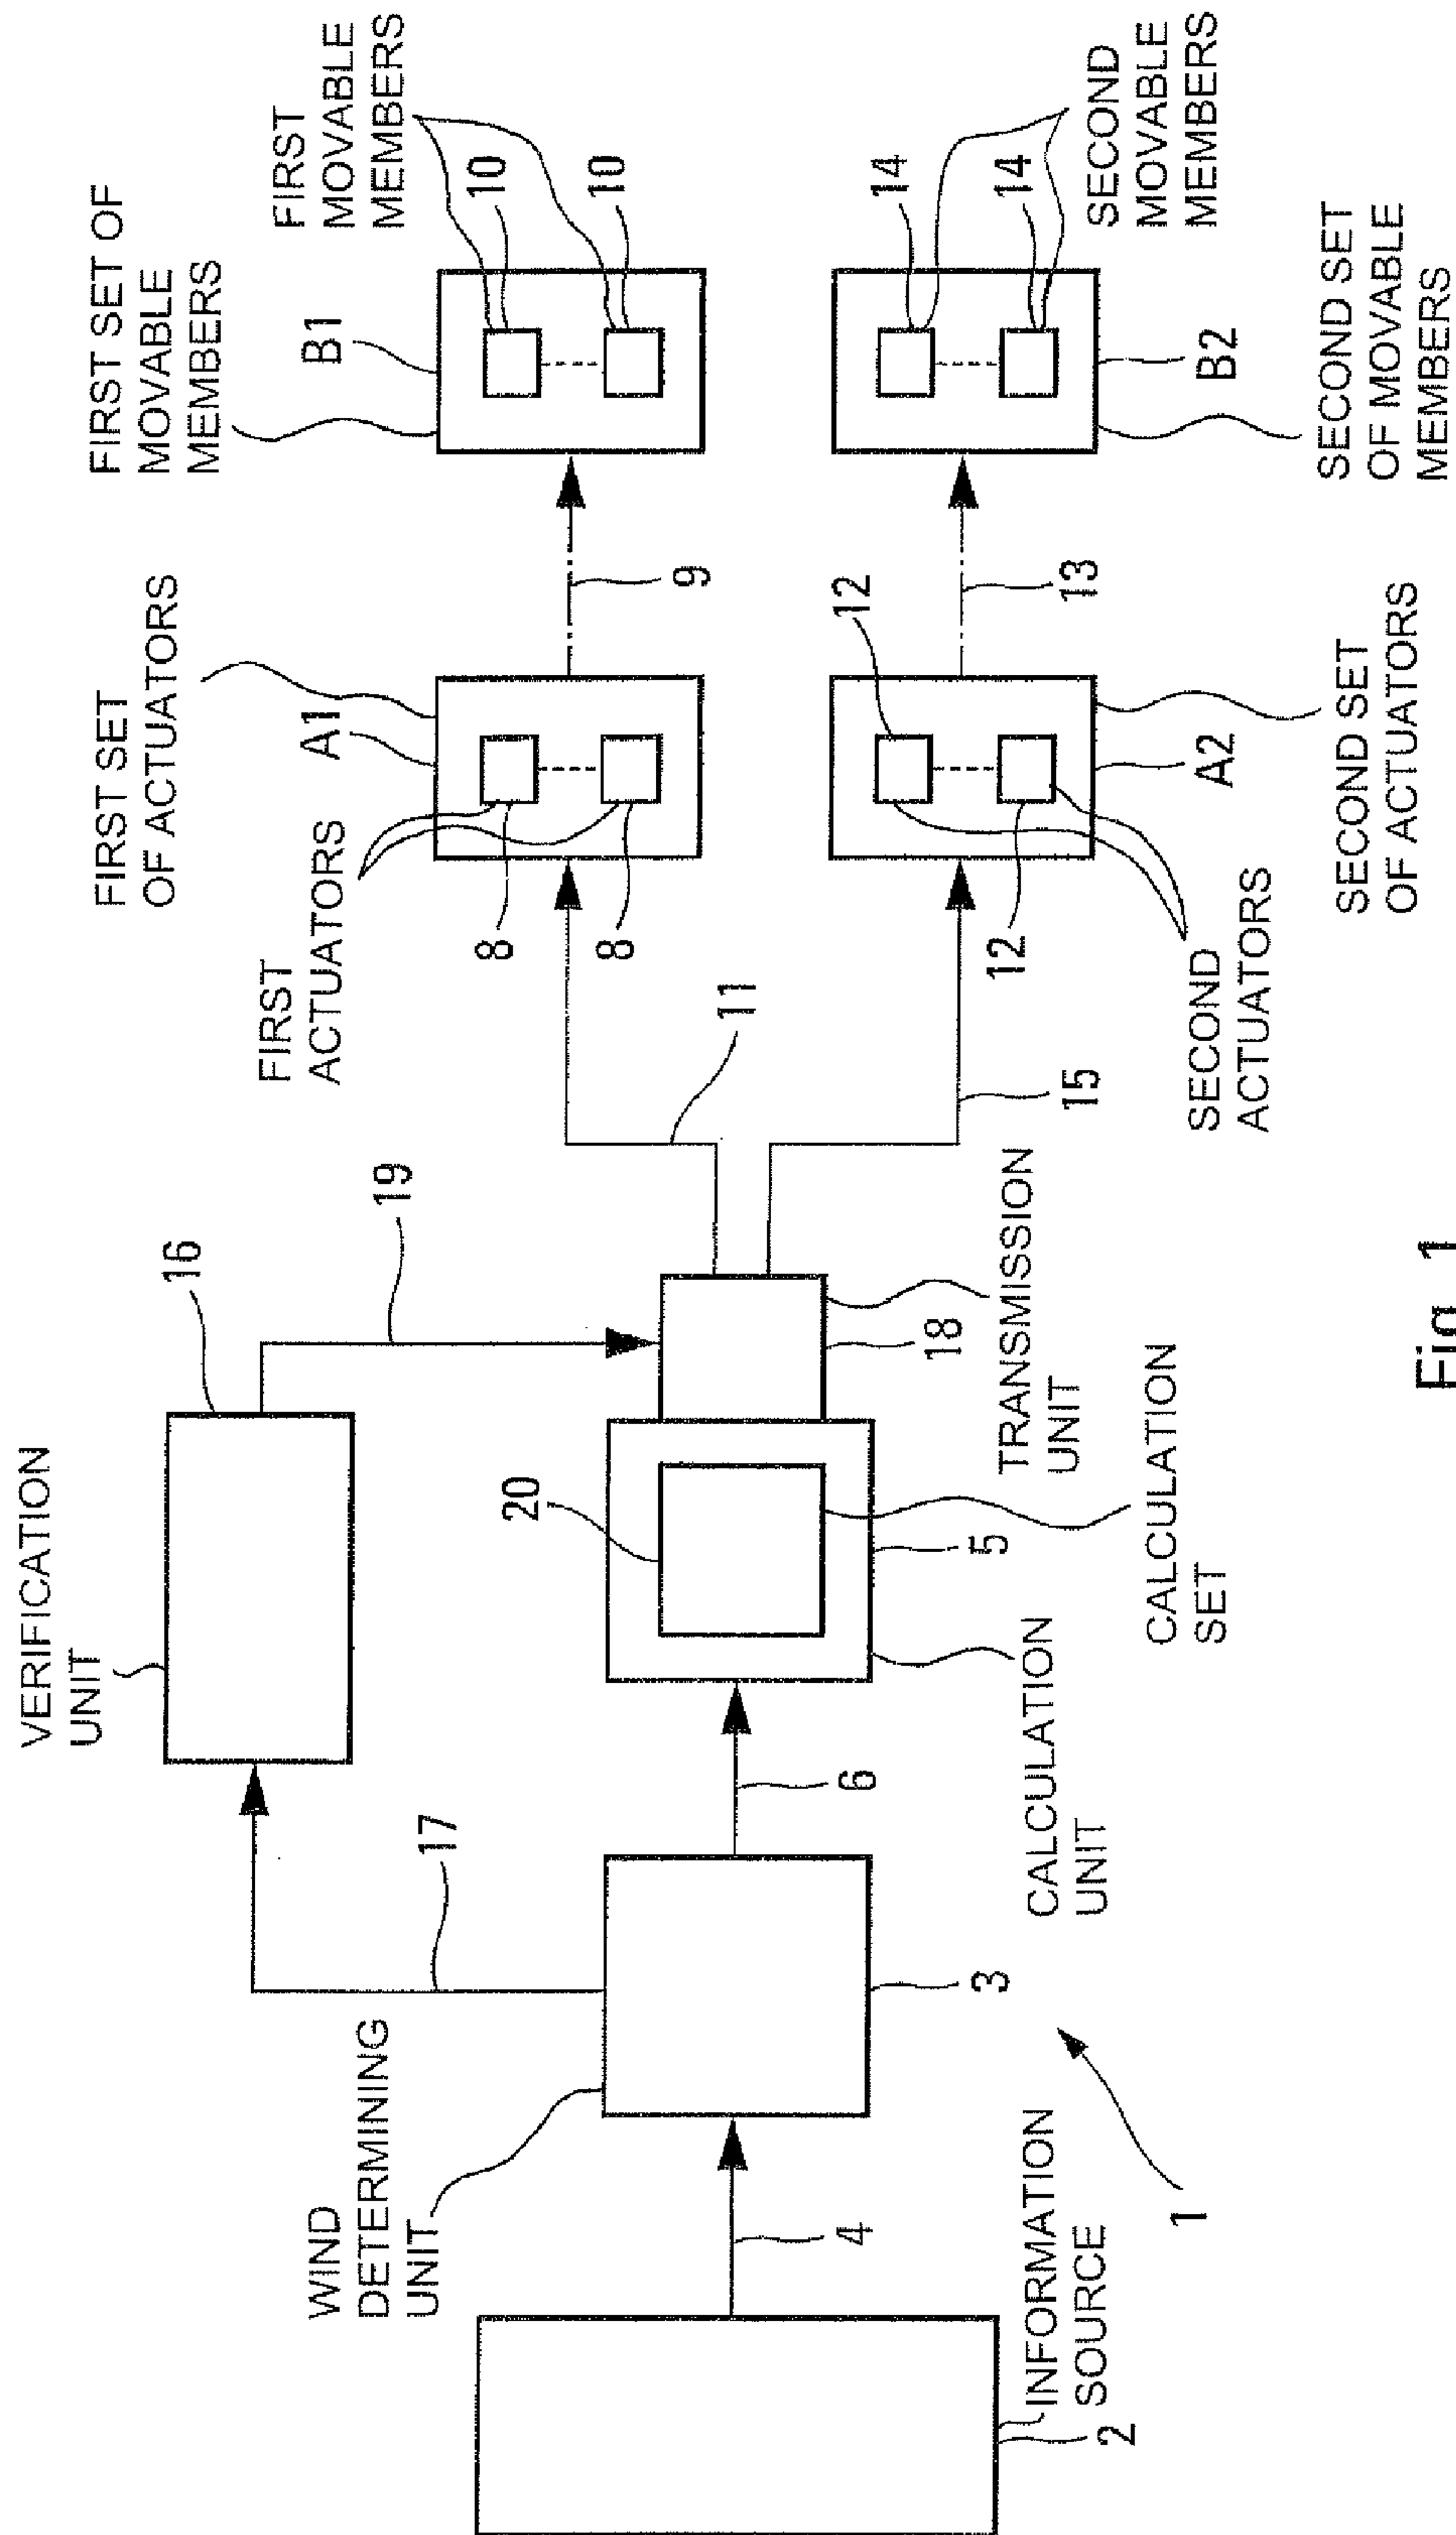 FIRST SET OF
MOVABLE
MEMBERS
FIRST
MOVABLE
MEMBERS
B1
10
10
FIRST SET
OF ACTUATORS
A1
FIRST
ACTUATORS
8
8
9
11
VERIFICATION
UNIT
16
19
17
WIND
DETERMINING
UNIT
20
18
TRANSMISSION
UNIT
5
CALCULATION
SET
CALCULATION
UNIT
6
3
4
INFORMATION
SOURCE
2
1
12
12
13
15
SECOND
ACTUATORS
A2
SECOND SET
OF ACTUATORS
14
14
SECOND
MOVABLE
MEMBERS
B2
SECOND SET
OF MOVABLE
MEMBERS
Fig. 1